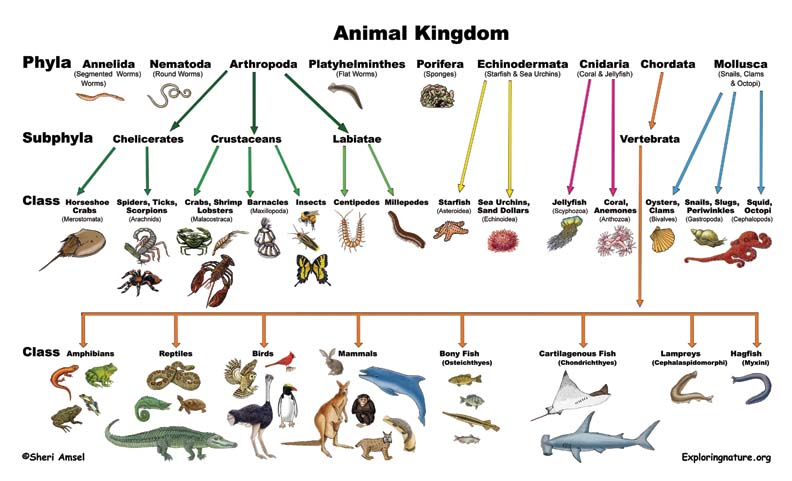 Animal Kingdom
Phyla Annelida Nematoda Arthropoda Platyhelminthes Porifera Echinodermata Cnidaria Chordata Mollusca
(Segmented Worms) (Round Worms) (Flat Worms) (Sponges) (Starfish & Sea Urchins) (Coral & Jellyfish) (Snails, Clams
Worms) & Octopi)
Subphyla Chelicerates Crustaceans Labiatae Vertebrata
Class Horseshoe Spiders, Ticks, Crabs, Shrimp Barnacles Insects Centipedes Millepedes Starfish Sea Urchins, Jellyfish Coral, Oysters, Snails, Slugs, Squid,
Crabs Scorpions Lobsters (Maxilopoda) (Asteroidea) Sand Dollars (Scyphozoa) Anemones Clams Periwinkles Octopi
(Merostomata) (Arachnids) (Malacostraca) (Echinoidea) (Anthozoa) (Bivalves) (Gastropoda) (Cephalopods)
Class Amphibians Reptiles Birds Mammals Bony Fish Cartilagenous Fish Lampreys Hagfish
(Osteichthyes) (Chondrichthyes) (Cephalaspidomorphi) (Myxini)
©Sheri Amsel Exploringnature.org